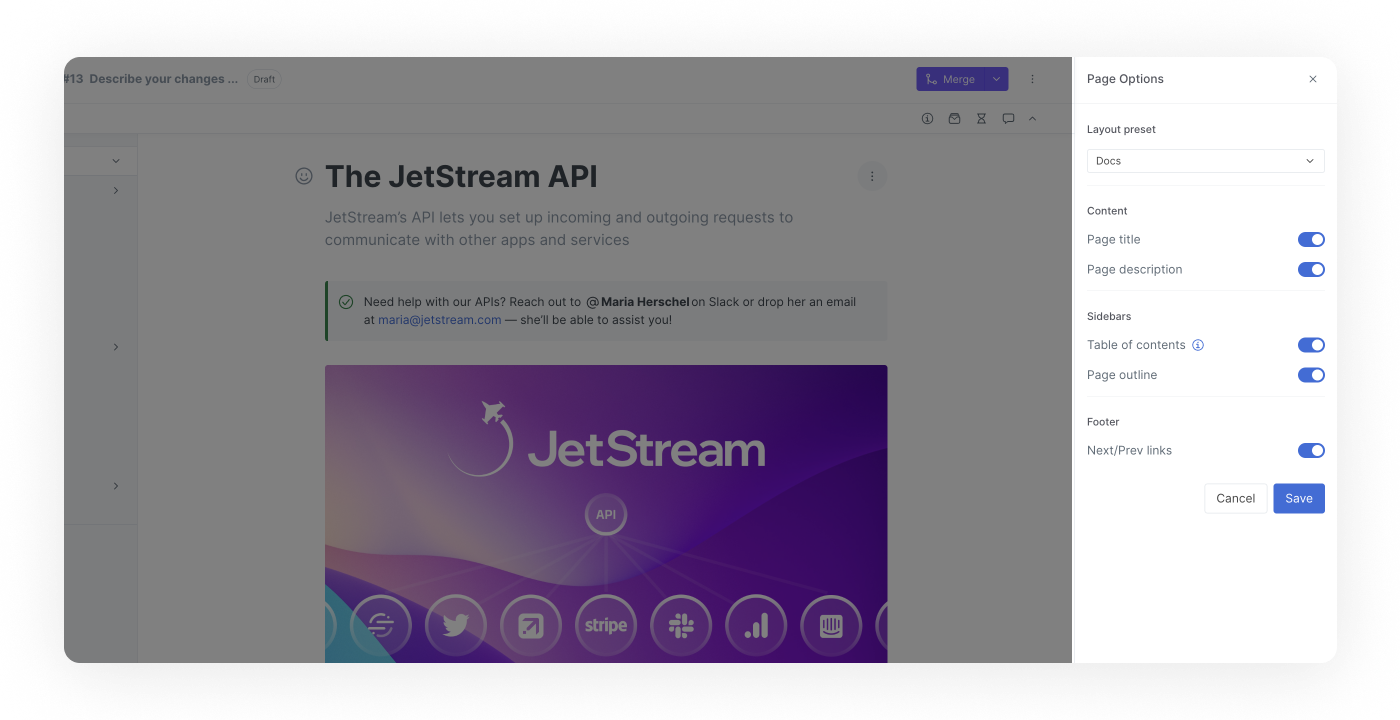 #13 Describe your changes ... Draft
Merge
The JetStream API
JetStream's API lets you set up incoming and outgoing requests to
communicate with other apps and services
Need help with our APIs? Reach out to @Maria Herschel on Slack or drop her an email
at maria@jetstream.com — she'll be able to assist you!
JetStream
API
stripe
Page Options
Layout preset
Docs
Content
Page title
Page description
Sidebars
Table of contents
Page outline
Footer
Next/Prev links
Cancel Save